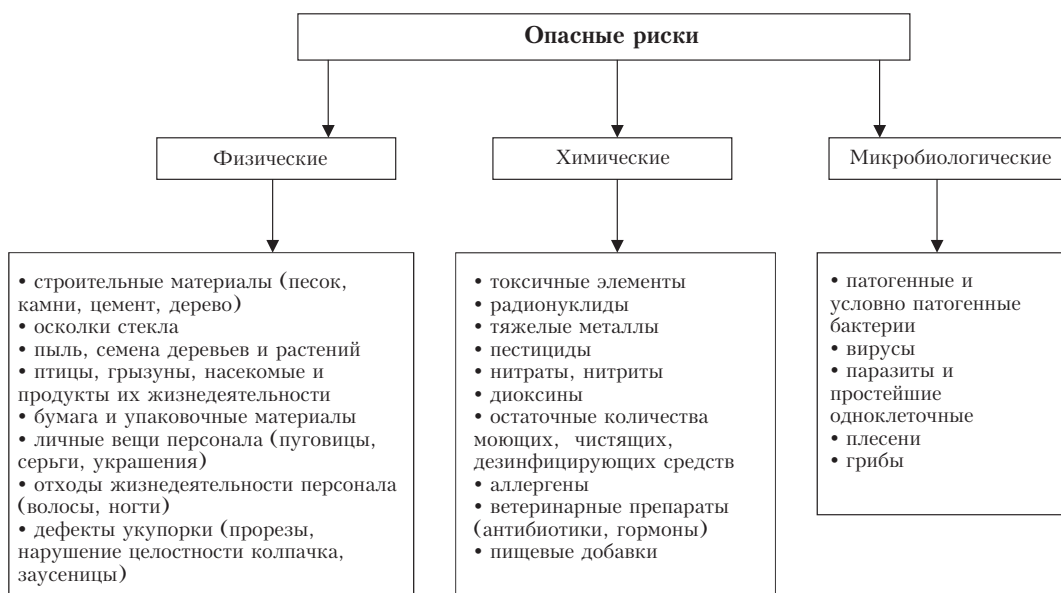 Опасные риски
Физические
Химические
Микробиологические
• строительные материалы (песок,
камни, цемент, дерево)
• осколки стекла
• пыль, семена деревьев и растений
• птицы, грызуны, насекомые и
продукты их жизнедеятельности
• бумага и упаковочные материалы
• личные вещи персонала (пуговицы,
серьги, украшения)
• отходы жизнедеятельности персонала
(волосы, ногти)
• дефекты укупорки (прорезы,
нарушение целостности колпачка,
заусеницы)
• токсичные элементы
• радионуклиды
• тяжелые металлы
• пестициды
• нитраты, нитриты
• диоксины
• остаточные количества
моющих, чистящих,
дезинфицирующих средств
• аллергены
• ветеринарные препараты
(антибиотики, гормоны)
• пищевые добавки
• патогенные и
условно патогенные
бактерии
• вирусы
• паразиты и
простейшие
одноклеточные
• плесени
• грибы